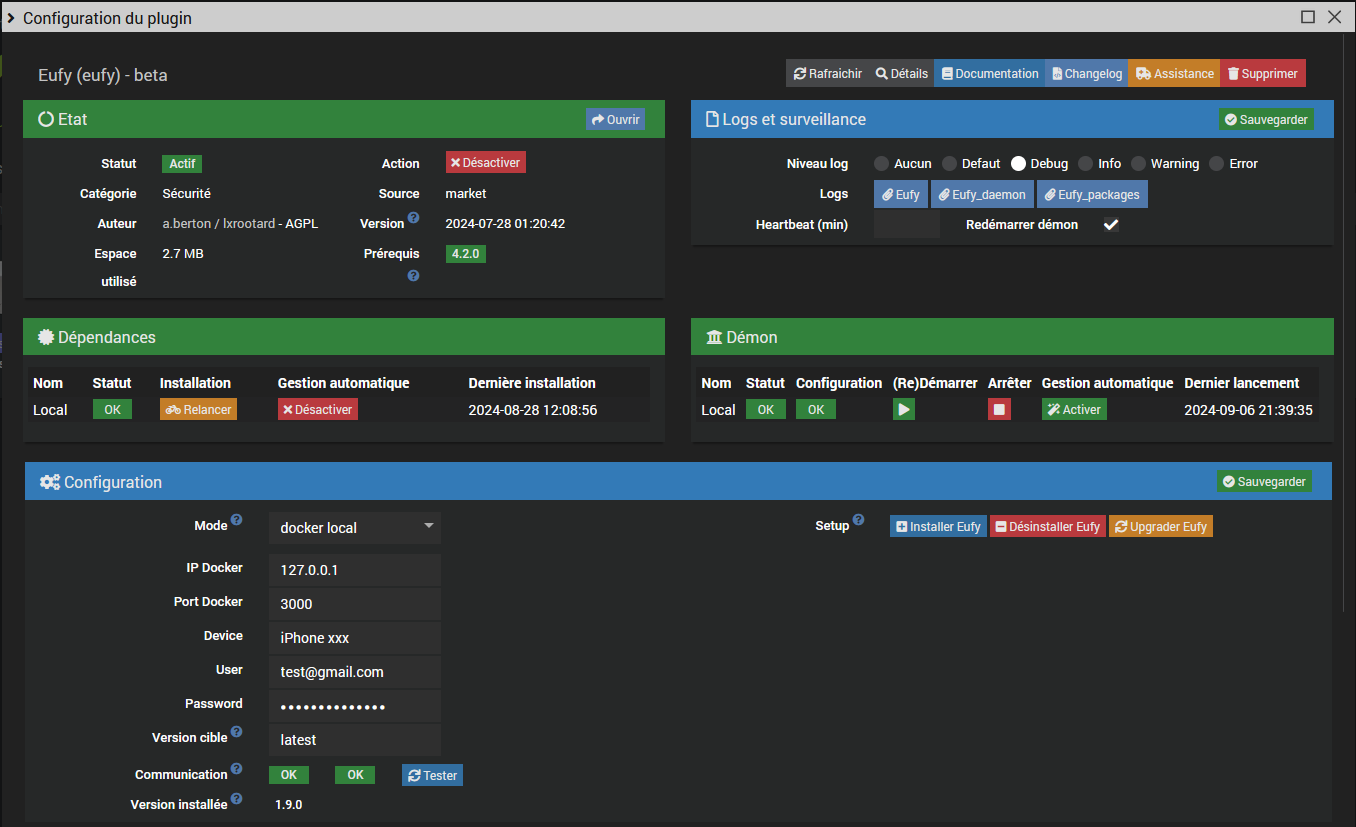 Configuration du plugin
Eufy (eufy) - beta
Rafraichir Détails Documentation Changelog Assistance Supprimer
Etat Ouvrir
Statut Actif Action Désactiver
Catégorie Sécurité Source market
Auteur a.berton / lxrootard - AGPL Version ? 2024-07-28 01:20:42
Espace utilisé 2.7 MB Prérequis ? 4.2.0
Logs et surveillance Sauvegarder
Niveau log Aucun Defaut Debug Info Warning Error
Logs Eufy Eufy_daemon Eufy_packages
Heartbeat (min) Redémarrer démon
Dépendances
Nom Statut Installation Gestion automatique Dernière installation
Local OK Relancer Désactiver 2024-08-28 12:08:56
Démon
Nom Statut Configuration (Re)Démarrer Arrêter Gestion automatique Dernier lancement
Local OK OK Activer 2024-09-06 21:39:35
Configuration Sauvegarder
Mode ? docker local Setup ? Installer Eufy Désinstaller Eufy Upgrader Eufy
IP Docker 127.0.0.1
Port Docker 3000
Device iPhone xxx
User test@gmail.com
Password ••••••••••••••
Version cible ? latest
Communication ? OK OK Tester
Version installée ? 1.9.0